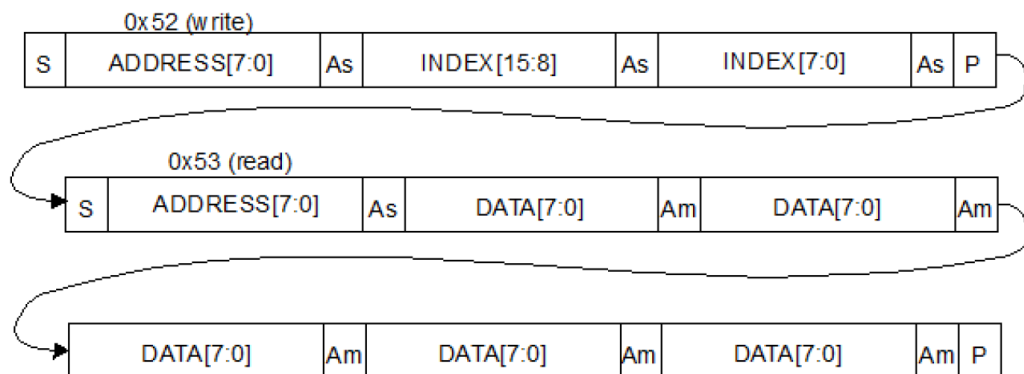 0x52 (write)
S ADDRESS[7:0] As INDEX[15:8] As INDEX[7:0] As P
0x53 (read)
S ADDRESS[7:0] As DATA[7:0] Am DATA[7:0] Am
DATA[7:0] Am DATA[7:0] Am DATA[7:0] Am P